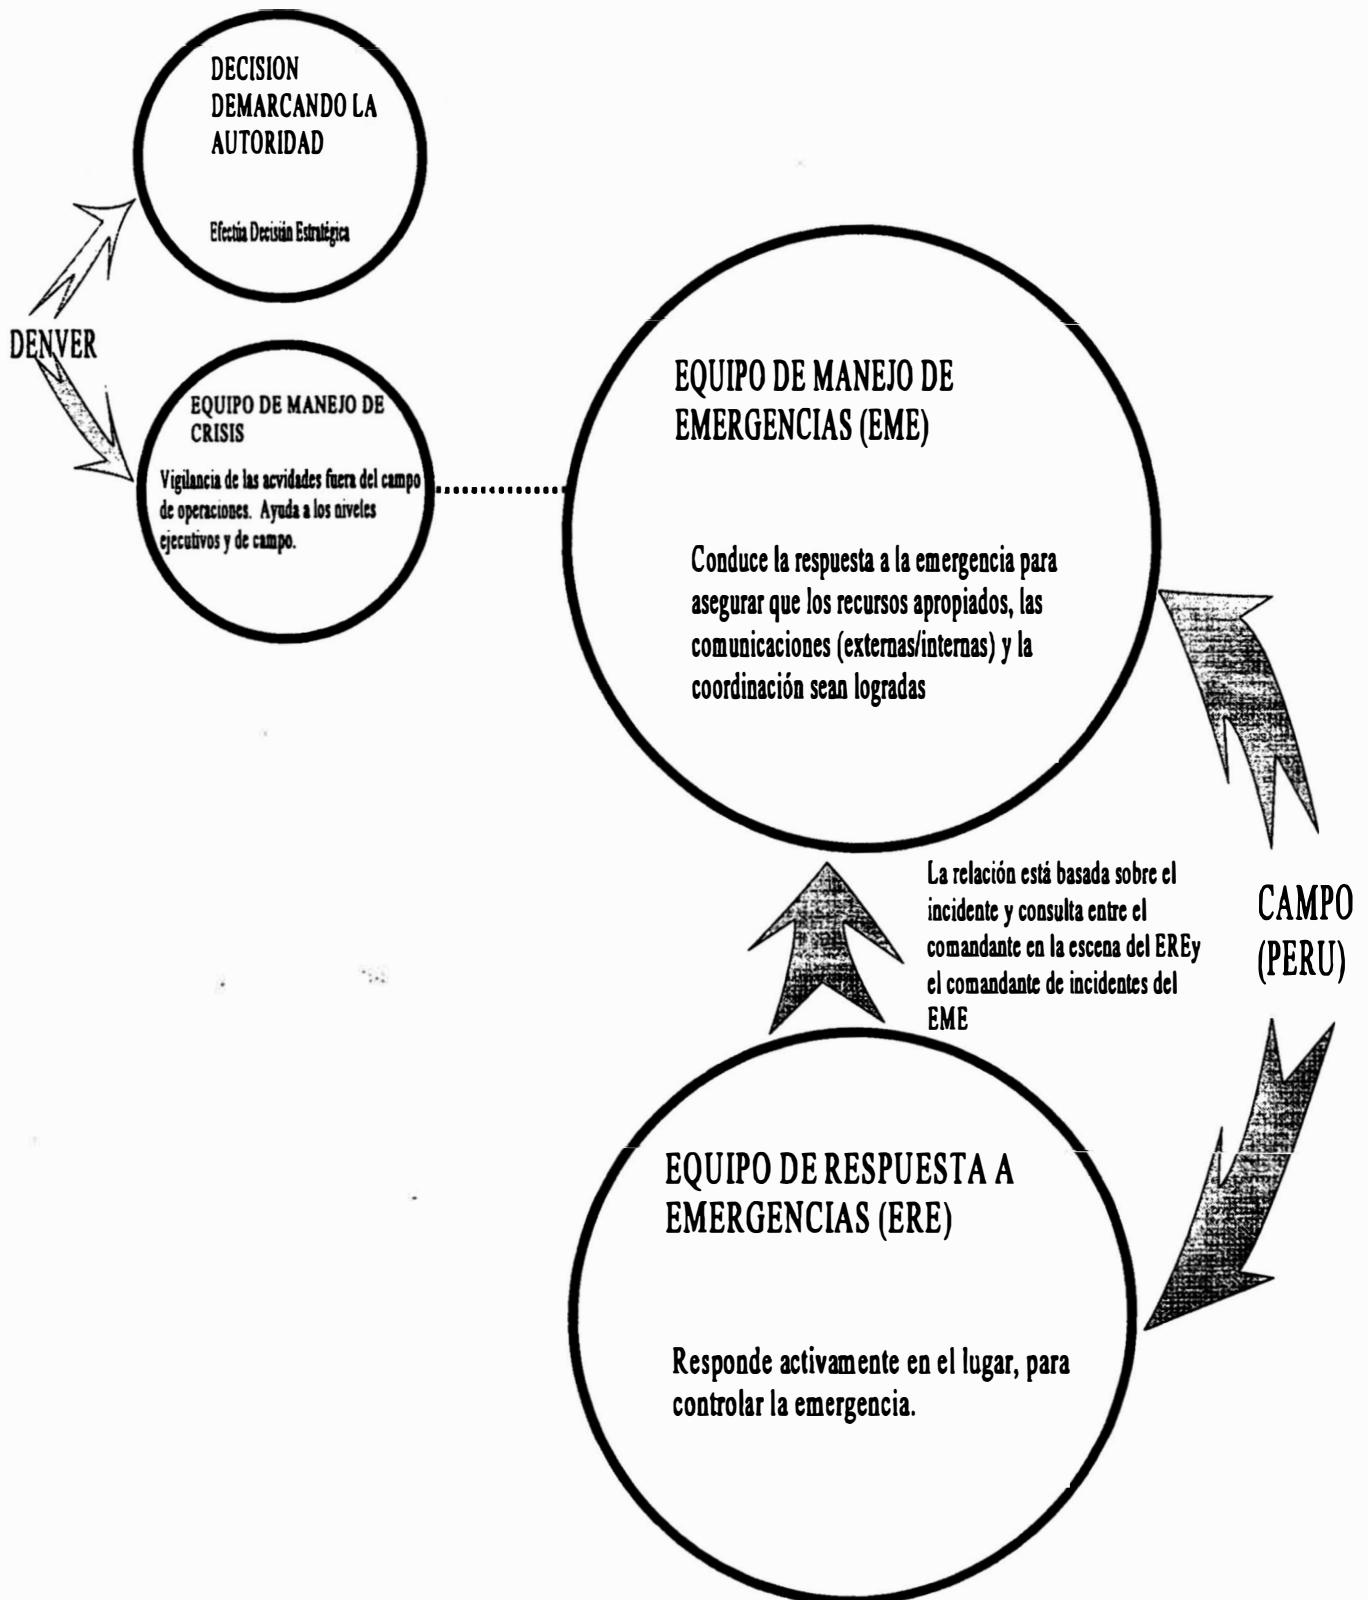 DECISION
DEMARCANDO LA
AUTORIDAD
Efectúa Decisión Estratégica
DENVER
EQUIPO DE MANEJO DE
CRISIS
Vigilancia de las acvidades fuera del campo
de operaciones. Ayuda a los niveles
ejecutivos y de campo.
EQUIPO DE MANEJO DE
EMERGENCIAS (EME)
Conduce la respuesta a la emergencia para
asegurar que los recursos apropiados, las
comunicaciones (externas/internas) y la
coordinación sean logradas
La relación está basada sobre el
incidente y consulta entre el
comandante en la escena del EREy
el comandante de incidentes del
EME
CAMPO
(PERU)
EQUIPO DE RESPUESTA A
EMERGENCIAS (ERE)
Responde activamente en el lugar, para
controlar la emergencia.